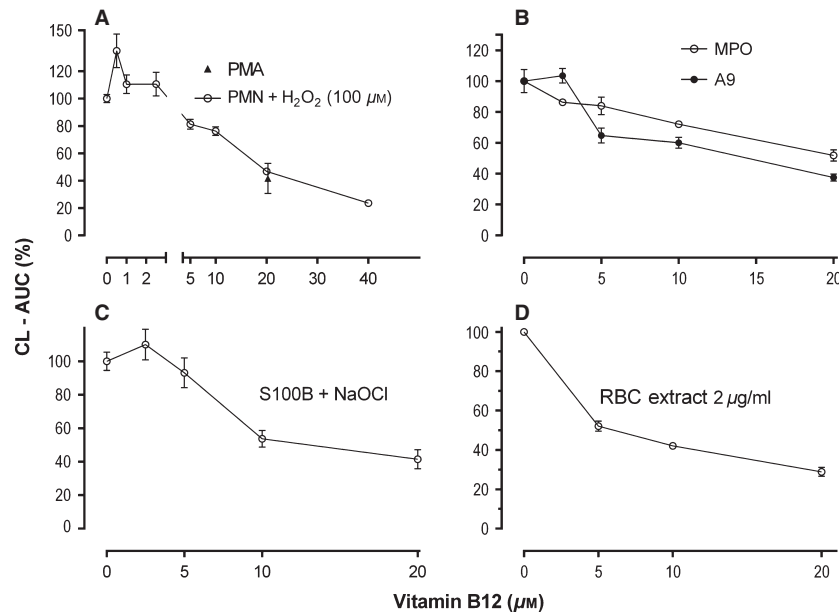 A
150
120
100
80
60
40
20
0
PMA
PMN + H₂O₂ (100 µM)
0 1 2 5 10 20 30 40
B
120
100
80
60
40
20
0
MPO
A9
0 5 10 15 20
CL - AUC (%)
C
100
80
60
40
20
0
S100B + NaOCl
0 5 10 20
D
100
80
60
40
20
0
RBC extract 2 µg/ml
0 5 10 20
Vitamin B12 (µM)